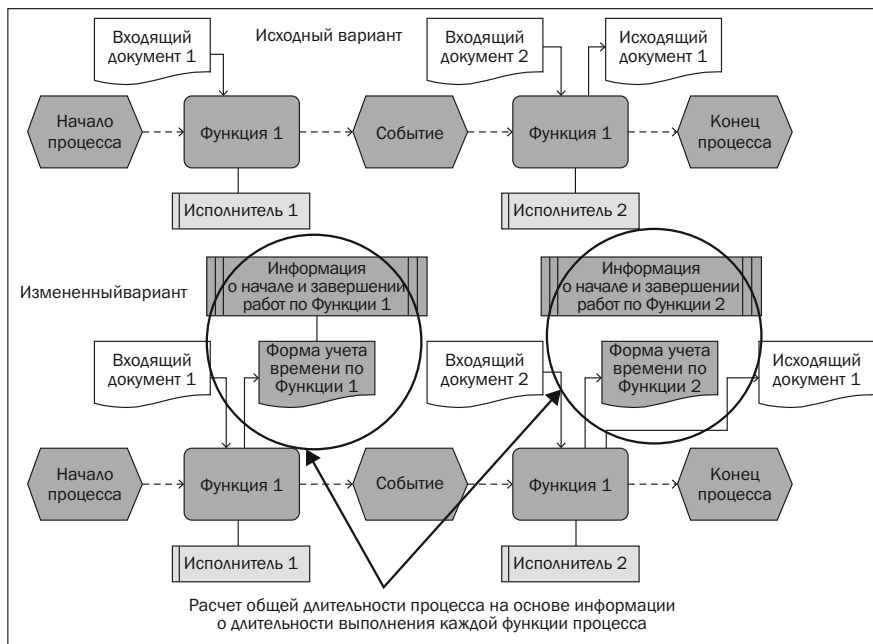 Исходный вариант
Входящий
документ 1
Входящий
документ 2
Исходящий
документ 1
Начало
процесса
Функция 1
Событие
Функция 1
Конец
процесса
Исполнитель 1
Исполнитель 2
Измененныйвариант
Информация
о начале и завершении
работ по Функции 1
Информация
о начале и завершении
работ по Функции 2
Входящий
документ 1
Форма учета
времени по
Функции 1
Входящий
документ 2
Форма учета
времени по
Функции 2
Исходящий
документ 1
Начало
процесса
Функция 1
Событие
Функция 1
Конец
процесса
Исполнитель 1
Исполнитель 2
Расчет общей длительности процесса на основе информации
о длительности выполнения каждой функции процесса